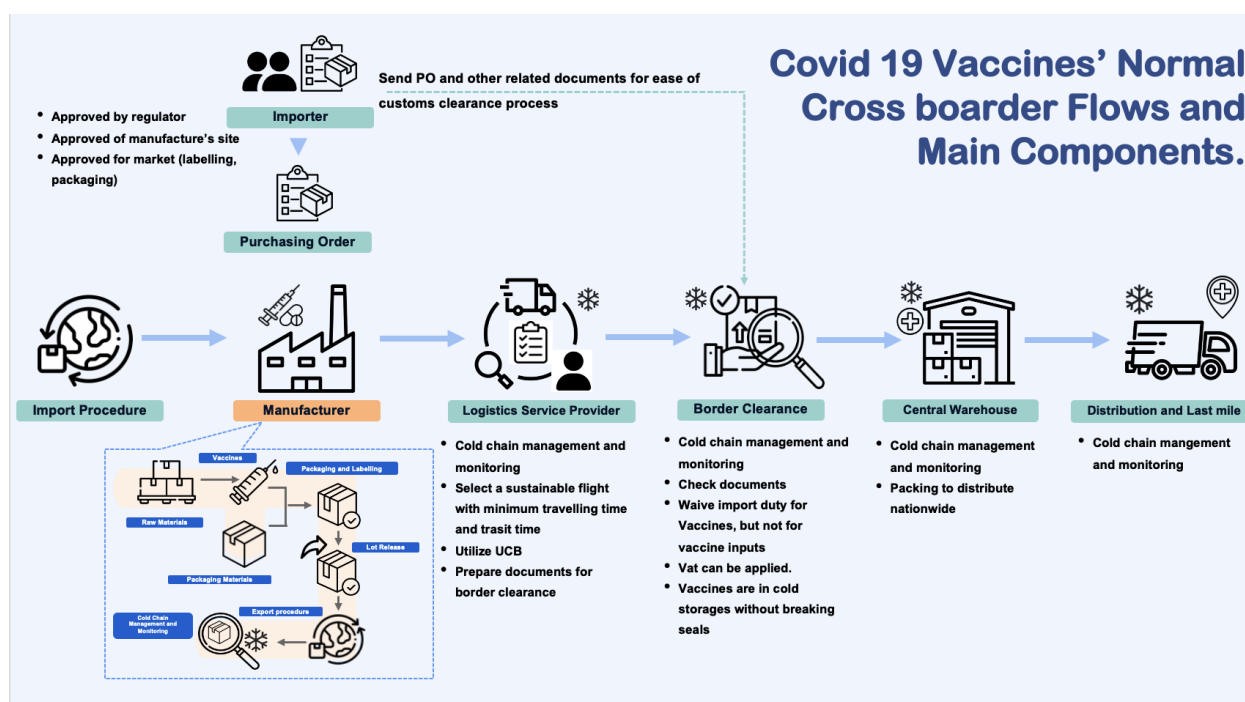 Covid 19 Vaccines’ Normal
Cross boarder Flows and
Main Components.
Send PO and other related documents for ease of
customs clearance process
Importer
• Approved by regulator
• Approved of manufacture’s site
• Approved for market (labelling,
packaging)
Purchasing Order
Import Procedure
Manufacturer
Logistics Service Provider
Border Clearance
Central Warehouse
Distribution and Last mile
Vaccines
Packaging and Labelling
Raw Materials
Lot Release
Packaging Materials
Export procedure
Cold Chain
Management and
Monitoring
• Cold chain management and
monitoring
• Select a sustainable flight
with minimum travelling time
and trasit time
• Utilize UCB
• Prepare documents for
border clearance
• Cold chain management and
monitoring
• Check documents
• Waive import duty for
Vaccines, but not for
vaccine inputs
• Vat can be applied.
• Vaccines are in cold
storages without breaking
seals
• Cold chain management
and monitoring
• Packing to distribute
nationwide
• Cold chain mangement
and monitoring